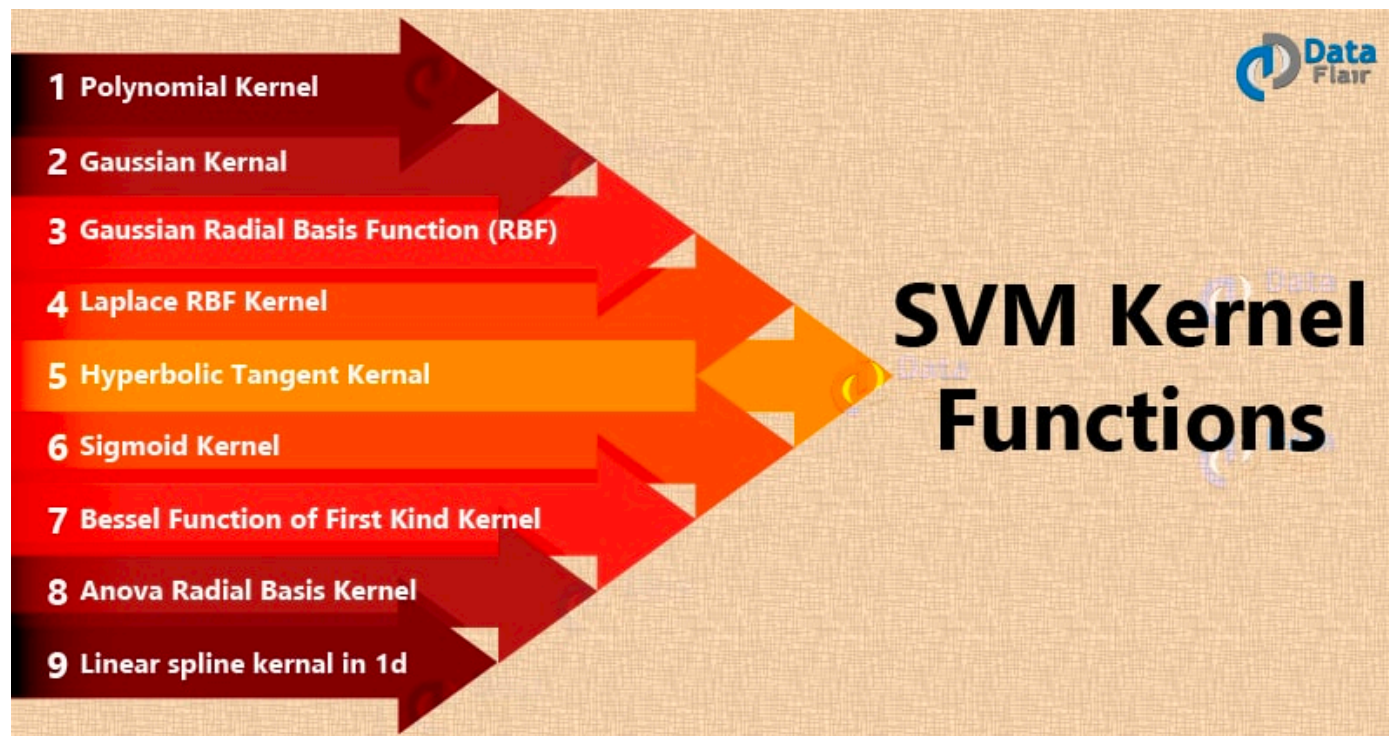 1 Polynomial Kernel
2 Gaussian Kernal
3 Gaussian Radial Basis Function (RBF)
4 Laplace RBF Kernel
5 Hyperbolic Tangent Kernal
6 Sigmoid Kernel
7 Bessel Function of First Kind Kernel
8 Anova Radial Basis Kernel
9 Linear spline kernal in 1d
Data
Flair
SVM Kernel
Functions
Data
Data